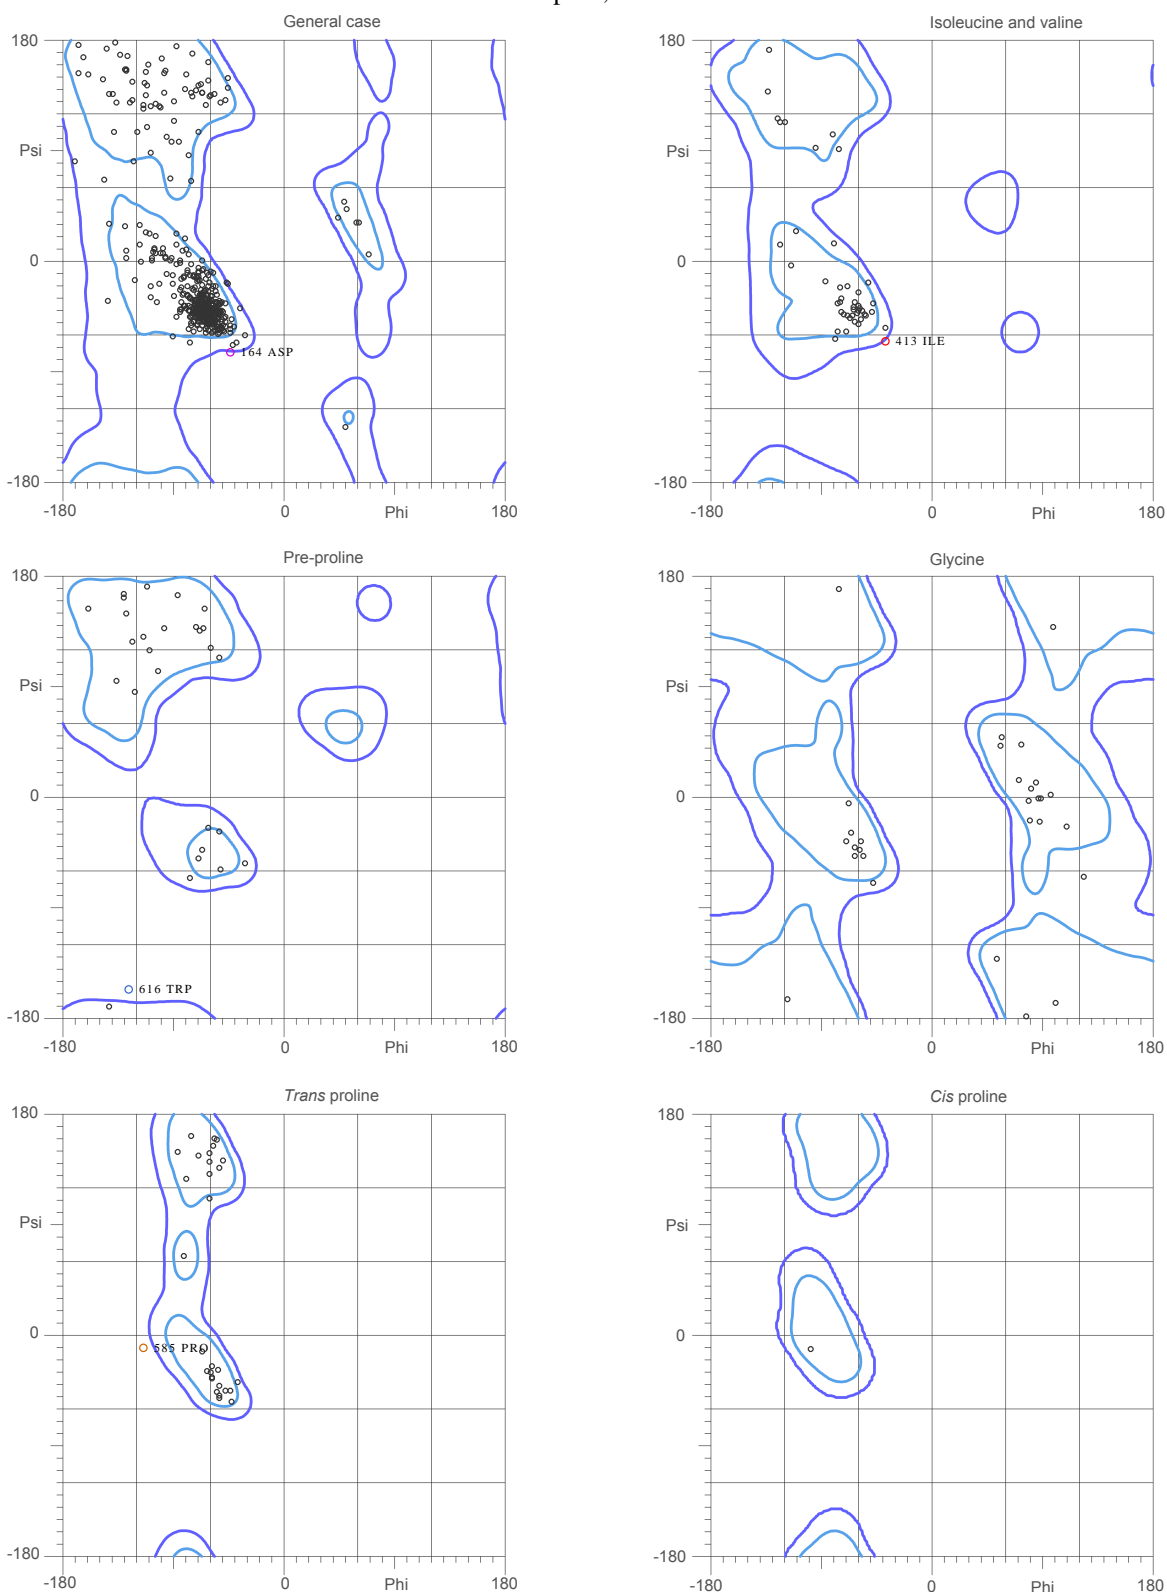 General case
180
Psi
0
-180
-180
0
Phi
180
164 ASP
Isoleucine and valine
180
Psi
0
-180
-180
0
Phi
180
413 ILE
Pre-proline
180
Psi
0
-180
-180
0
Phi
180
616 TRP
Glycine
180
Psi
0
-180
-180
0
Phi
180
Trans proline
180
Psi
0
-180
-180
0
Phi
180
585 PRO
Cis proline
180
Psi
0
-180
-180
0
Phi
180